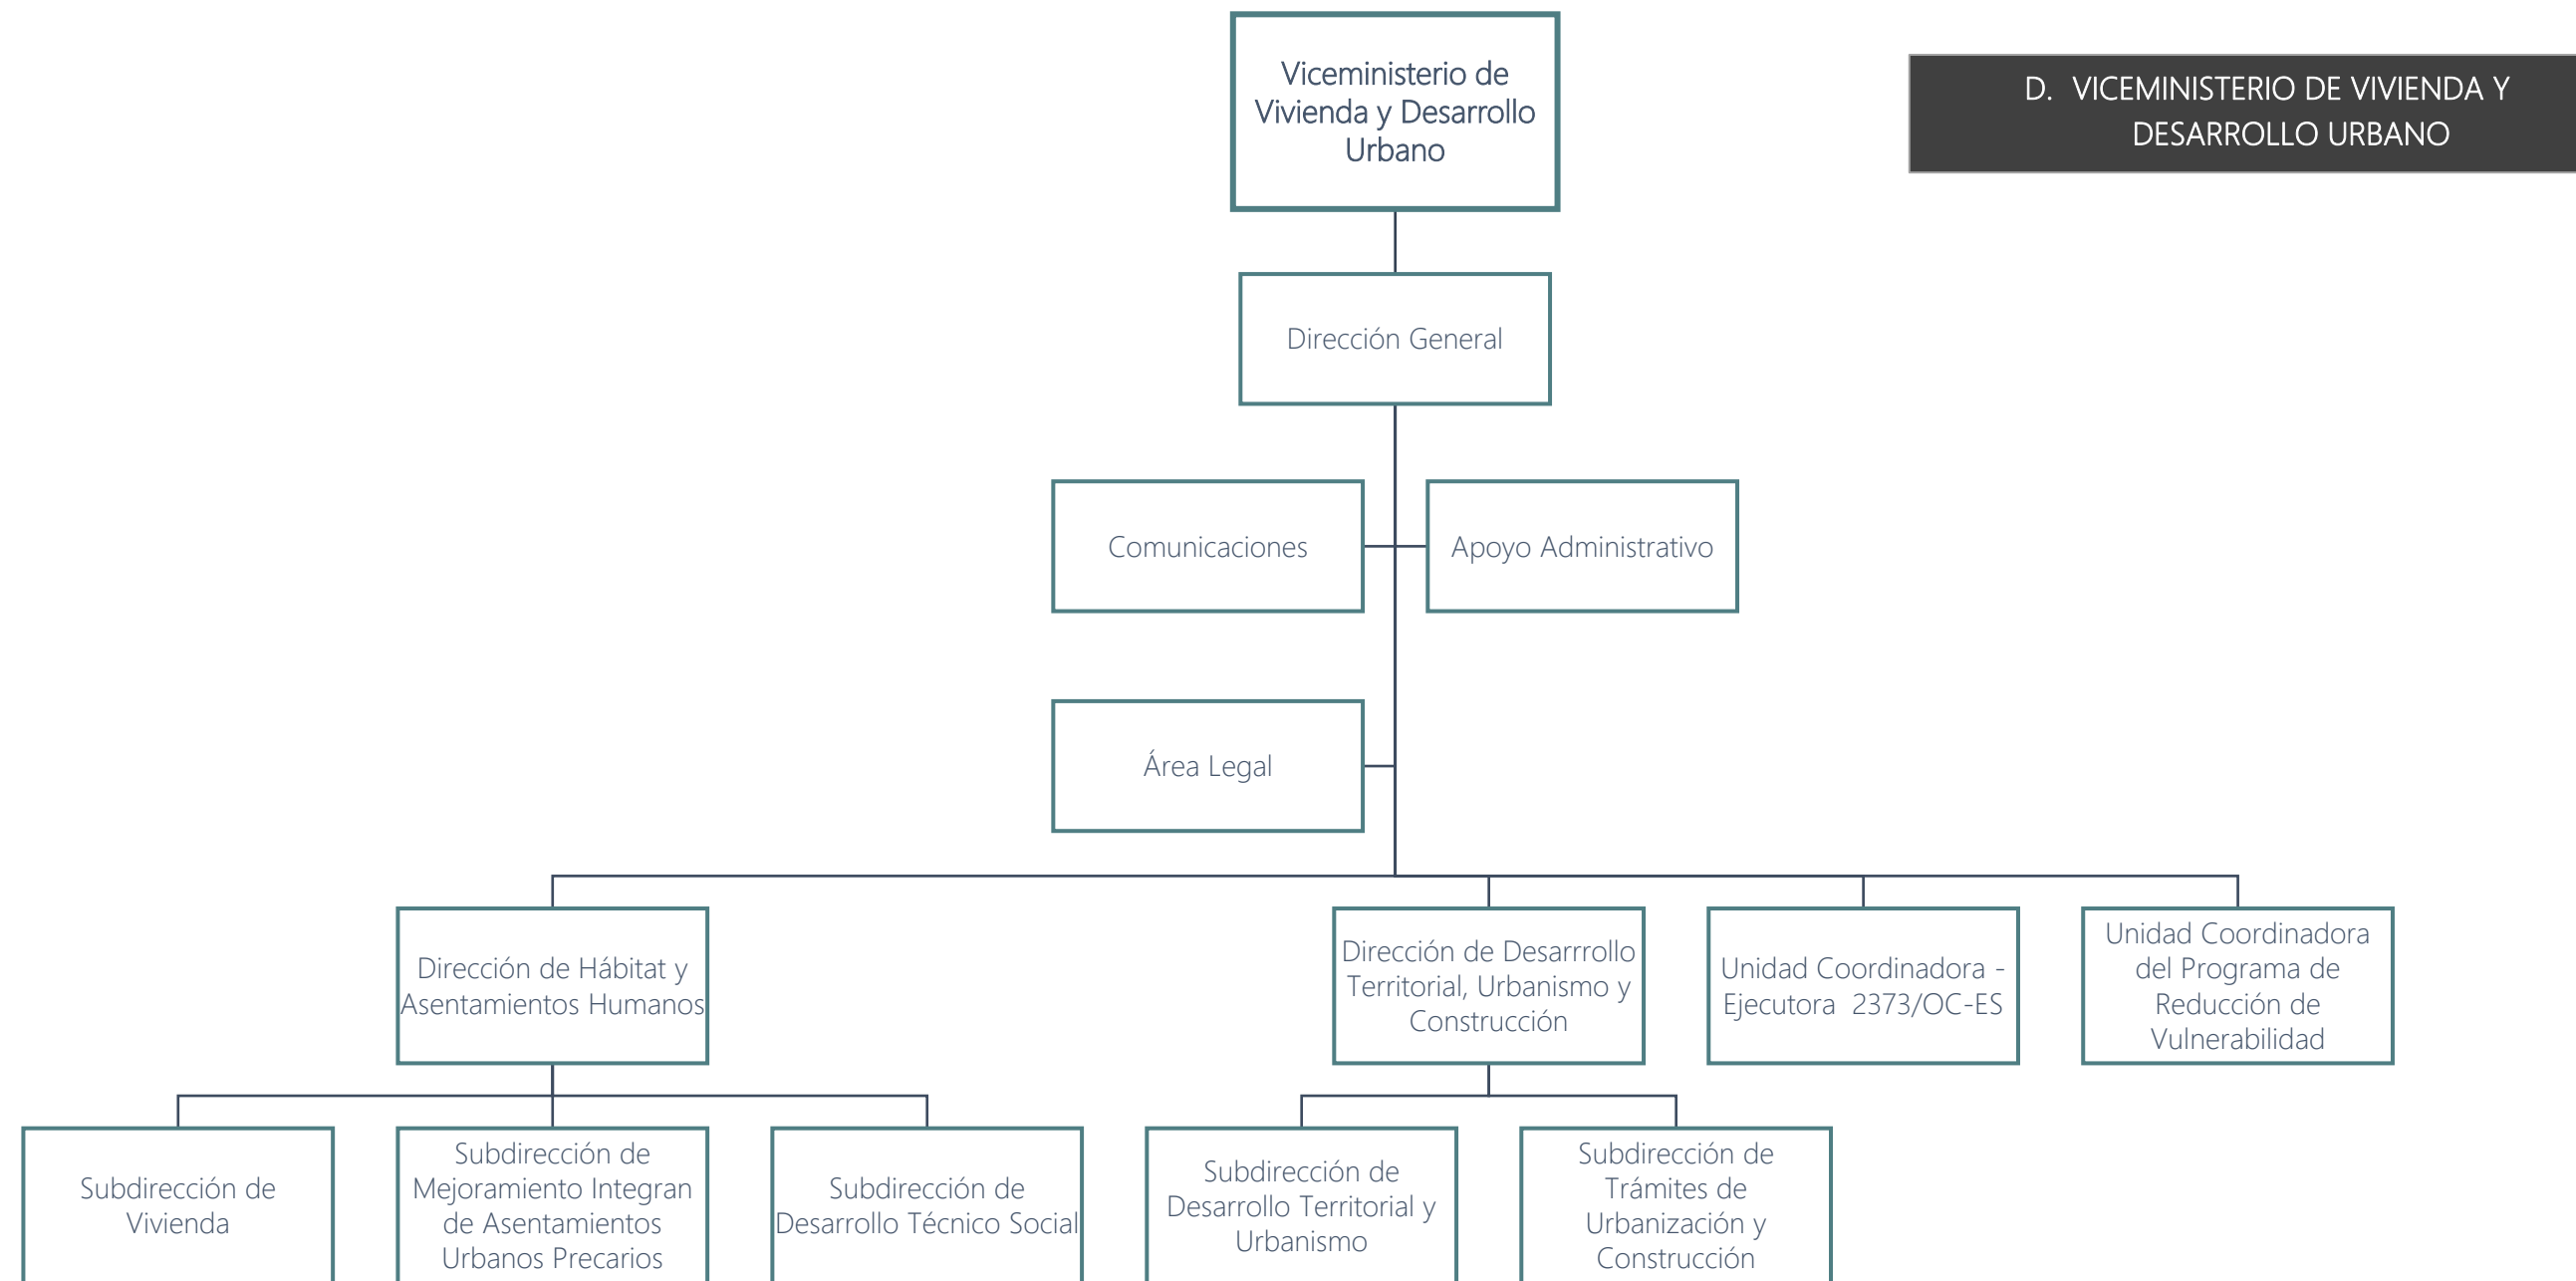 Viceministerio de
Vivienda y Desarrollo
Urbano
D. VICEMINISTERIO DE VIVIENDA Y
DESARROLLO URBANO
Dirección General
Comunicaciones
Apoyo Administrativo
Área Legal
Dirección de Hábitat y
Asentamientos Humanos
Dirección de Desarrrollo
Territorial, Urbanismo y
Construcción
Unidad Coordinadora -
Ejecutora 2373/OC-ES
Unidad Coordinadora
del Programa de
Reducción de
Vulnerabilidad
Subdirección de
Vivienda
Subdirección de
Mejoramiento Integran
de Asentamientos
Urbanos Precarios
Subdirección de
Desarrollo Técnico Social
Subdirección de
Desarrollo Territorial y
Urbanismo
Subdirección de
Trámites de
Urbanización y
Construcción